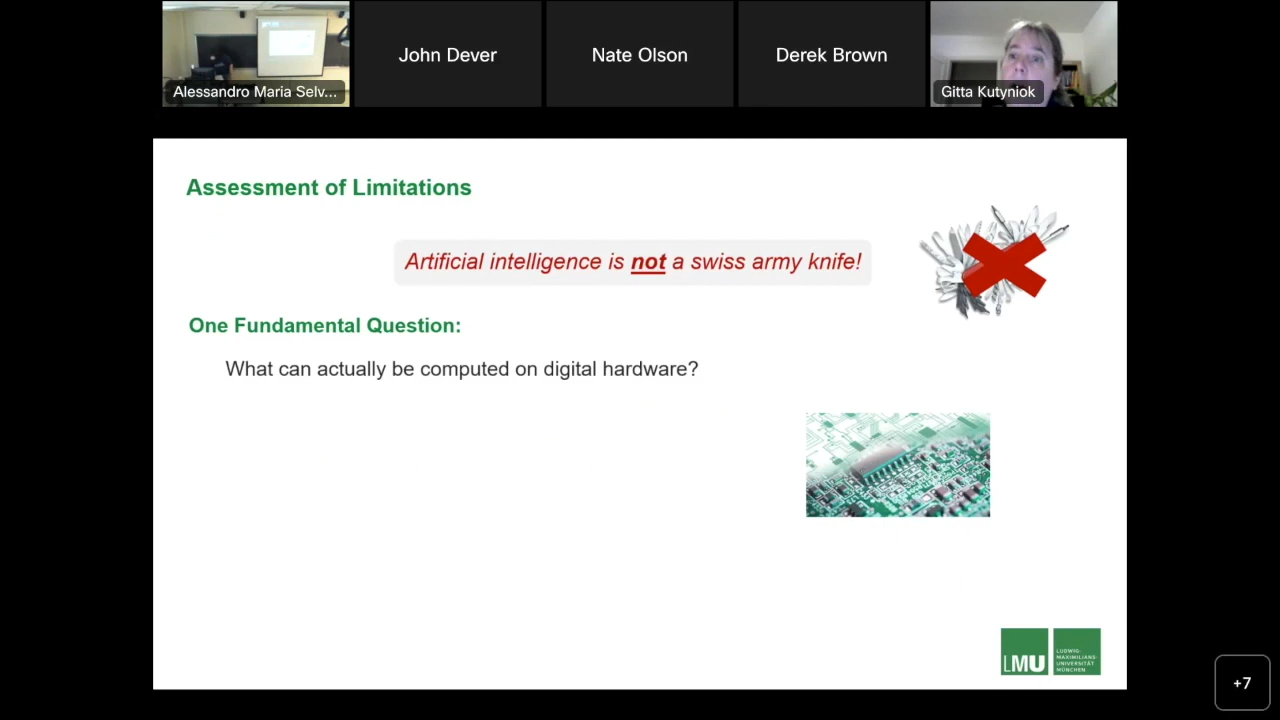 Alessandro Maria Selv...
John Dever
Nate Olson
Derek Brown
Gitta Kutyniok
Assessment of Limitations
Artificial intelligence is not a swiss army knife!
One Fundamental Question:
What can actually be computed on digital hardware?
LMU
LUDWIG-
MAXIMILIANS-
UNIVERSITÄT
MÜNCHEN
+7